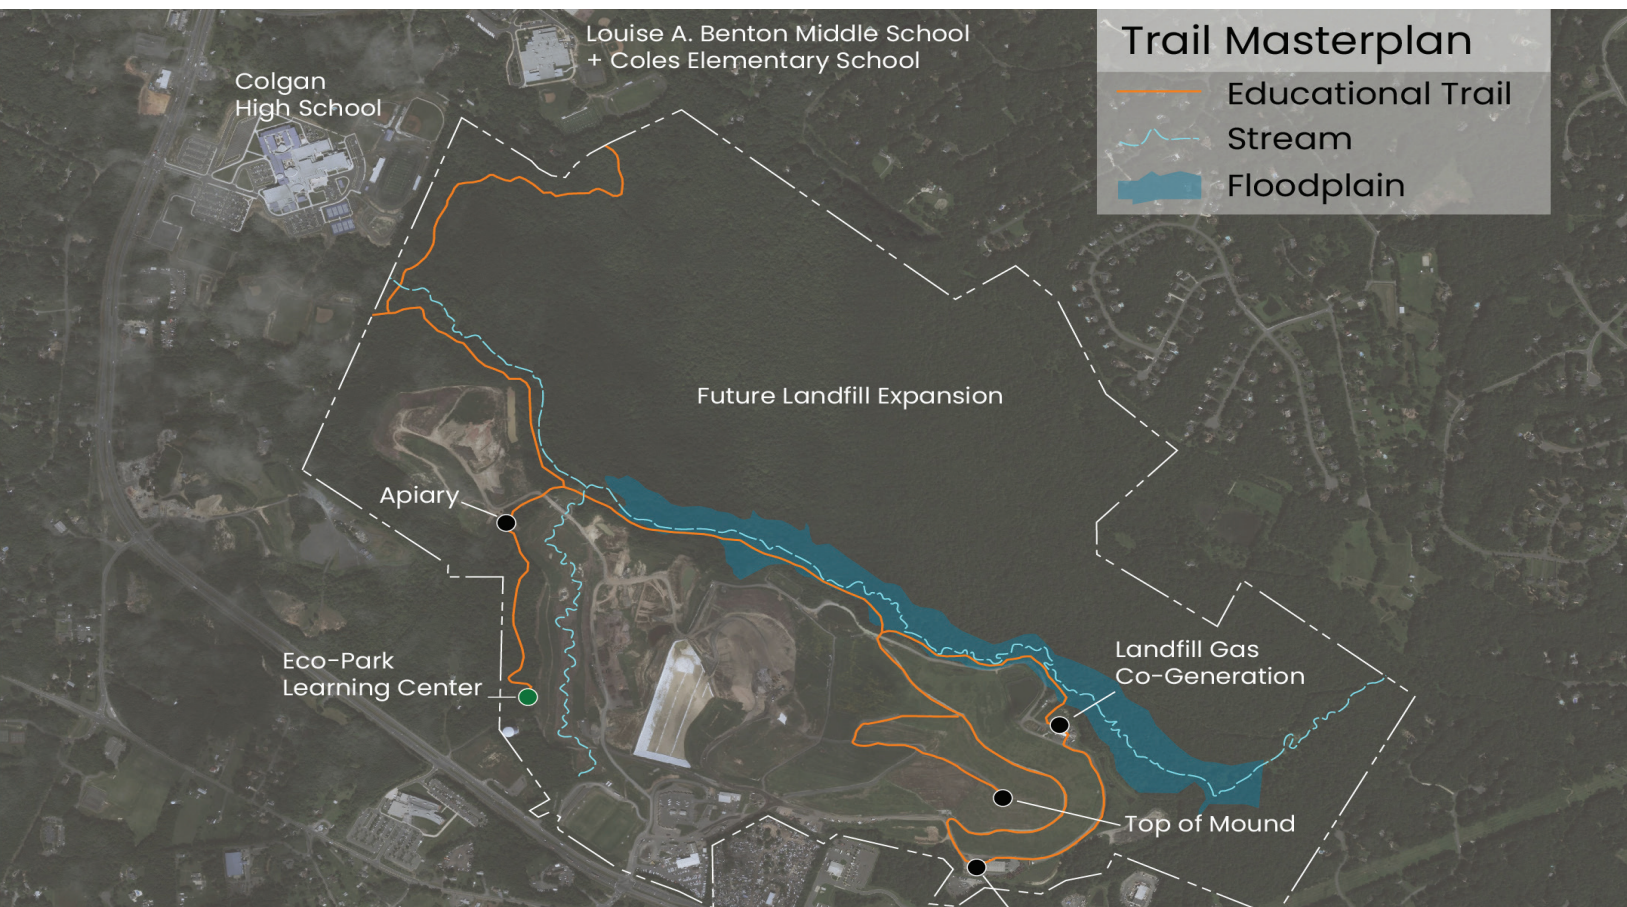 Louise A. Benton Middle School
+ Coles Elementary School
Colgan
High School
Trail Masterplan
Educational Trail
Stream
Floodplain
Future Landfill Expansion
Apiary
Eco-Park
Learning Center
Landfill Gas
Co-Generation
Top of Mound